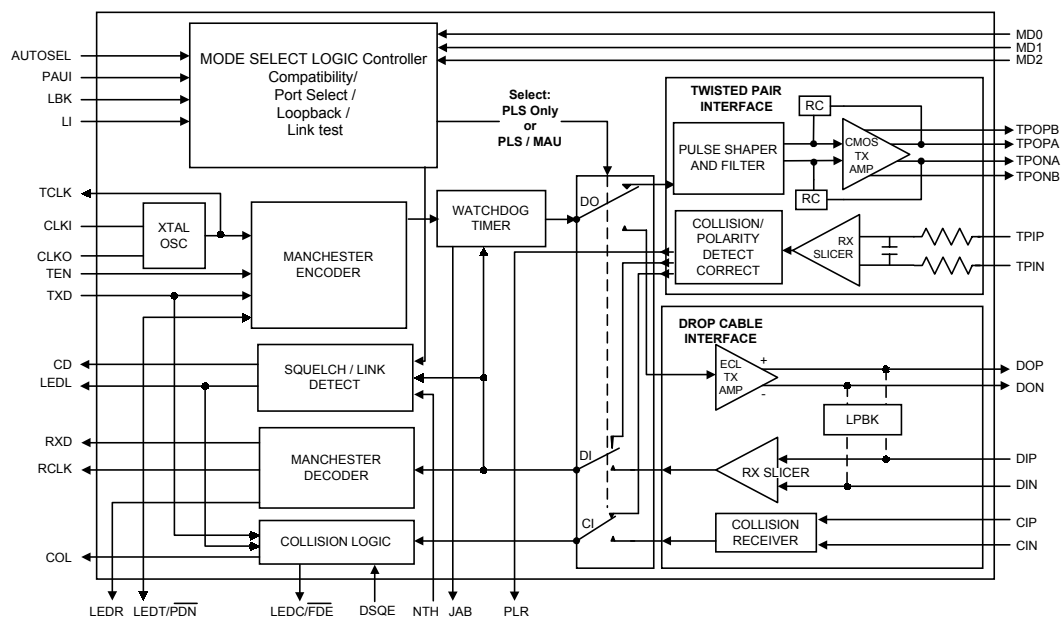 AUTOSEL
PAUI
LBK
LI
MODE SELECT LOGIC Controller
Compatibility/
Port Select /
Loopback /
Link test
MD0
MD1
MD2
Select:
PLS Only
or
PLS / MAU
TWISTED PAIR
INTERFACE
RC
PULSE SHAPER
AND FILTER
CMOS
TX
AMP
RC
TPOPB
TPOPA
TPONA
TPONB
TCLK
CLKI
CLKO
TEN
TXD
XTAL
OSC
MANCHESTER
ENCODER
WATCHDOG
TIMER
DO
COLLISION/
POLARITY
DETECT
CORRECT
RX
SLICER
TPIP
TPIN
DROP CABLE
INTERFACE
CD
LEDL
SQUELCH / LINK
DETECT
ECL
TX
AMP
+
-
DOP
DON
LPBK
RXD
RCLK
MANCHESTER
DECODER
DI
RX SLICER
DIP
DIN
COL
COLLISION LOGIC
CI
COLLISION
RECEIVER
CIP
CIN
LEDR
LEDT/PDN
LEDC/FDE
DSQE
NTH
JAB
PLR